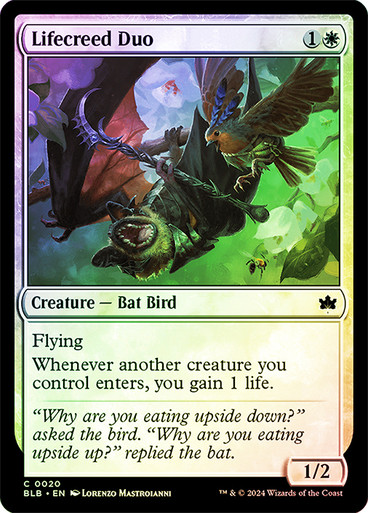 Lifecreed Duo 1
Creature — Bat Bird
Flying
Whenever another creature you
control enters, you gain 1 life.
“Why are you eating upside down?”
asked the bird. “Why are you eating
upside up?” replied the bat.
1/2
C 0020
BLB • EN Lorenzo Mastroianni
™ & © 2024 Wizards of the Coast